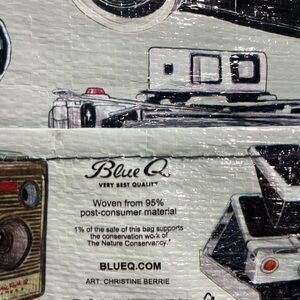 Blue Q
VERY BEST QUALITY
Woven from 95%
post-consumer material
1% of the sale of this bag supports
the conservation work of
The Nature Conservancy.
BLUEQ.COM
ART: CHRISTINE BERRIE